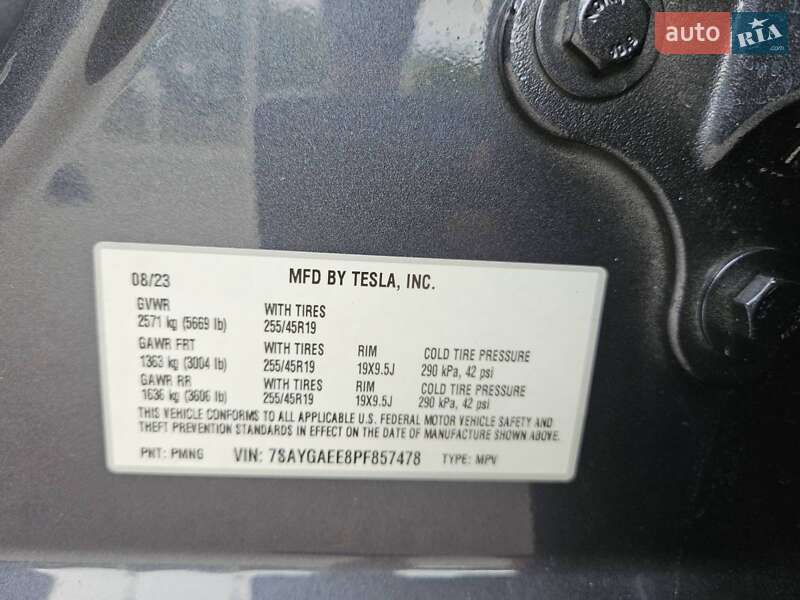 auto RIA
08/23 MFD BY TESLA, INC.
GVWR WITH TIRES
2571 kg (5669 lb) 255/45R19
GAWR FRT WITH TIRES RIM COLD TIRE PRESSURE
1363 kg (3004 lb) 255/45R19 19X9.5J 290 kPa, 42 psi
GAWR RR WITH TIRES RIM COLD TIRE PRESSURE
1636 kg (3606 lb) 255/45R19 19X9.5J 290 kPa, 42 psi
THIS VEHICLE CONFORMS TO ALL APPLICABLE U.S. FEDERAL MOTOR VEHICLE SAFETY AND
THEFT PREVENTION STANDARDS IN EFFECT ON THE DATE OF MANUFACTURE SHOWN ABOVE.
PNT: PMNG VIN: 7SAYGAEE8PF857478 TYPE: MPV